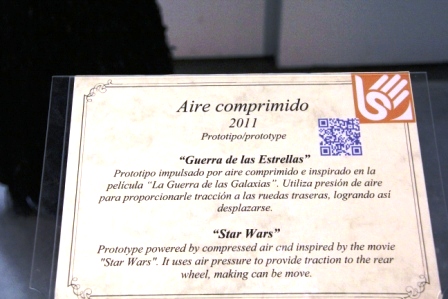 Aire comprimido
2011
Prototipo/prototype
“Guerra de las Estrellas”
Prototipo impulsado por aire comprimido e inspirado en la
película “La Guerra de las Galaxias”. Utiliza presión de aire
para proporcionarle tracción a las ruedas traseras, logrando asi
desplazarse.
“Star Wars”
Prototype powered by compressed air cnd inspired by the movie
"Star Wars". It uses air pressure to provide traction to the rear
wheel, making can be move.